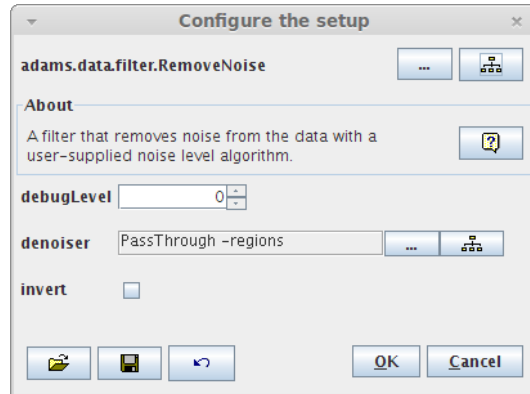 Configure the setup
adams.data.filter.RemoveNoise
...
About
A filter that removes noise from the data with a
user-supplied noise level algorithm.
debugLevel
0
denoiser
PassThrough -regions
...
invert
OK
Cancel